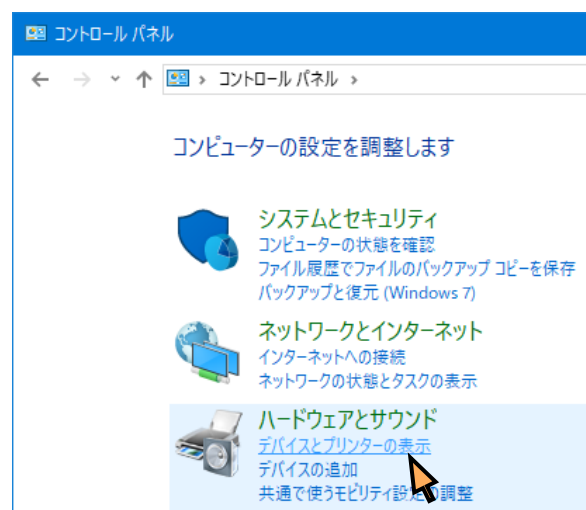 コントロール パネル
コントロール パネル
コンピューターの設定を調整します
システムとセキュリティ
コンピューターの状態を確認
ファイル履歴でファイルのバックアップ コピーを保存
バックアップと復元 (Windows 7)
ネットワークとインターネット
インターネットへの接続
ネットワークの状態とタスクの表示
ハードウェアとサウンド
デバイスとプリンターの表示
デバイスの追加
共通で使うモビリティ設定の調整